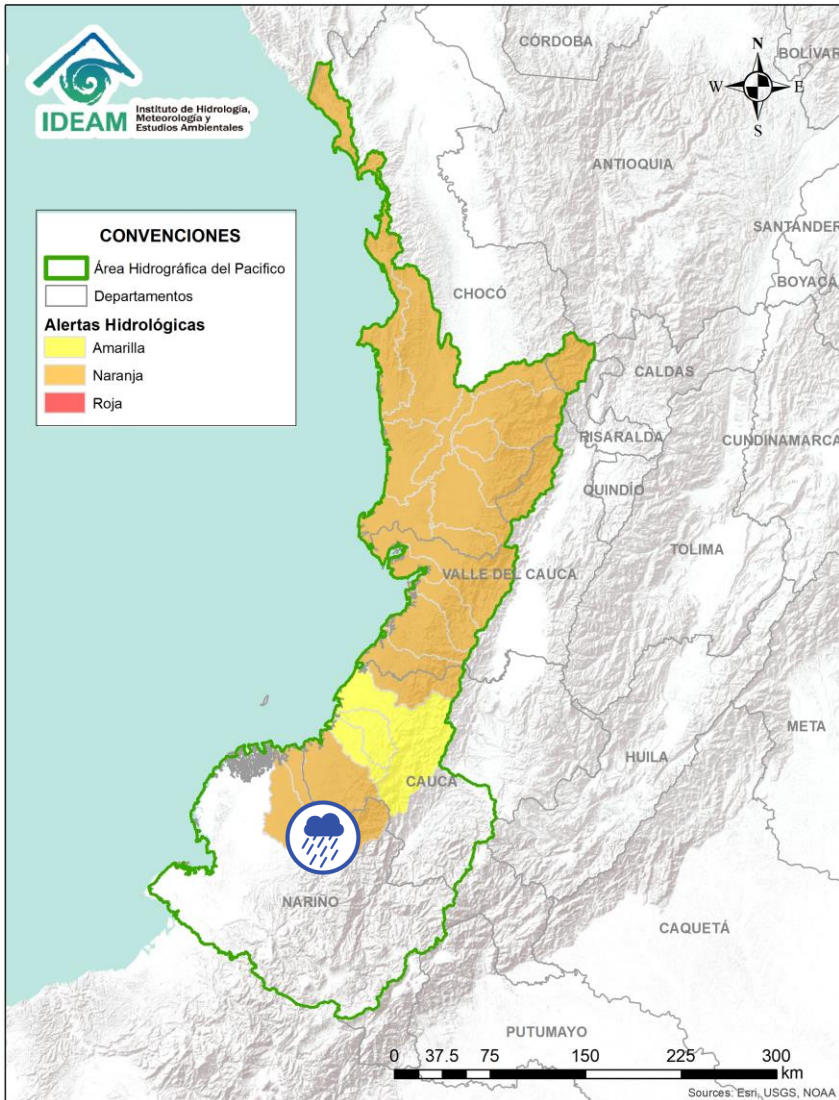 CÓRDOBA
BOLÍVAR
N
W
E
S
IDEAM
Instituto de Hidrología,
Meteorología y
Estudios Ambientales
ANTIOQUIA
SANTANDER
BOYACÁ
CONVENCIONES
Área Hidrográfica del Pacifico
Departamentos
Alertas Hidrológicas
Amarilla
Naranja
Roja
CHOCÓ
CALDAS
RISARALDA
CUNDINAMARCA
QUINDÍO
TOLIMA
VALLE DEL CAUCA
META
HUILA
CAUCA
NARIÑO
CAQUETÁ
PUTUMAYO
0 37.5 75 150 225 300
km
Sources: Esri, USGS, NOAA